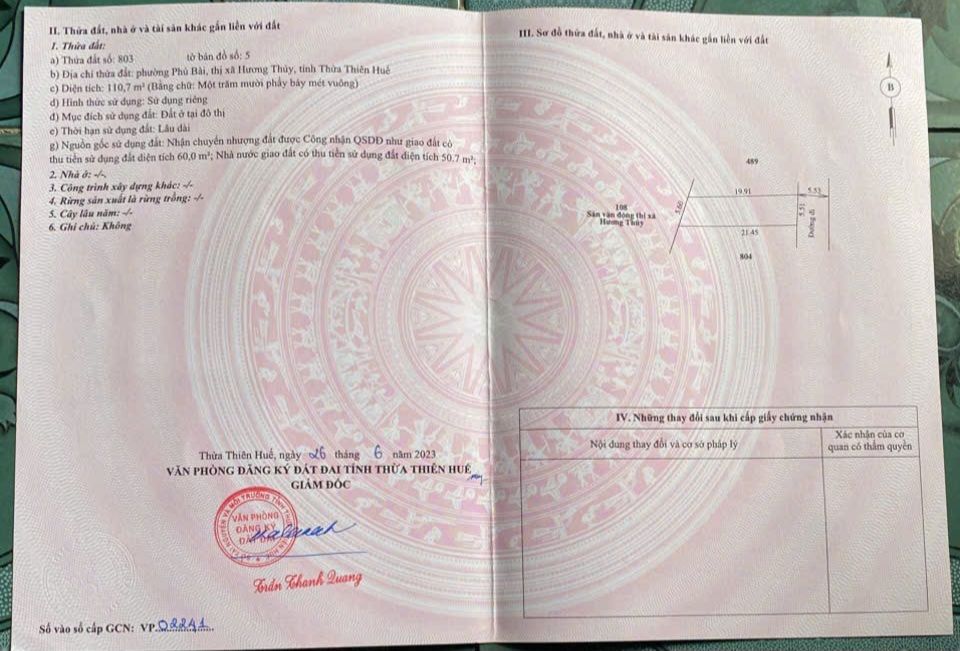 II. Thửa đất, nhà ở và tài sản khác gắn liền với đất
1. Thửa đất:
a) Thửa đất số: 803 tờ bản đồ số: 5
b) Địa chỉ thửa đất: phường Phú Bài, thị xã Hương Thủy, tỉnh Thừa Thiên Huế
c) Diện tích: 110,7 m² (Bằng chữ: Một trăm mười phẩy bảy mét vuông)
d) Hình thức sử dụng: Sử dụng riêng
đ) Mục đích sử dụng đất: Đất ở tại đô thị
e) Thời hạn sử dụng đất: Lâu dài
g) Nguồn gốc sử dụng đất: Nhận chuyển nhượng đất được Công nhận QSDĐ như giao đất có
thu tiền sử dụng đất diện tích 60,0 m²; Nhà nước giao đất có thu tiền sử dụng đất diện tích 50.7 m²;
2. Nhà ở: -/-.
3. Công trình xây dựng khác: -/-
4. Rừng sản xuất là rừng trồng: -/-
5. Cây lâu năm: -/-
6. Ghi chú: Không
Thừa Thiên Huế, ngày 26 tháng 6 năm 2023
VĂN PHÒNG ĐĂNG KÝ ĐẤT ĐAI TỈNH THỪA THIÊN HUẾ
GIÁM ĐỐC
VĂN PHÒNG
ĐĂNG KÝ
ĐẤT ĐAI
Trần Thanh Quang
Số vào sổ cấp GCN: VP 02241
III. Sơ đồ thửa đất, nhà ở và tài sản khác gắn liền với đất
B
489
19.91
5.53
5.60
5.51
Đường đi
108
Sân vận động thị xã
Hương Thủy
21.45
804
IV. Những thay đổi sau khi cấp giấy chứng nhận
Nội dung thay đổi và cơ sở pháp lý
Xác nhận của cơ
quan có thẩm quyền